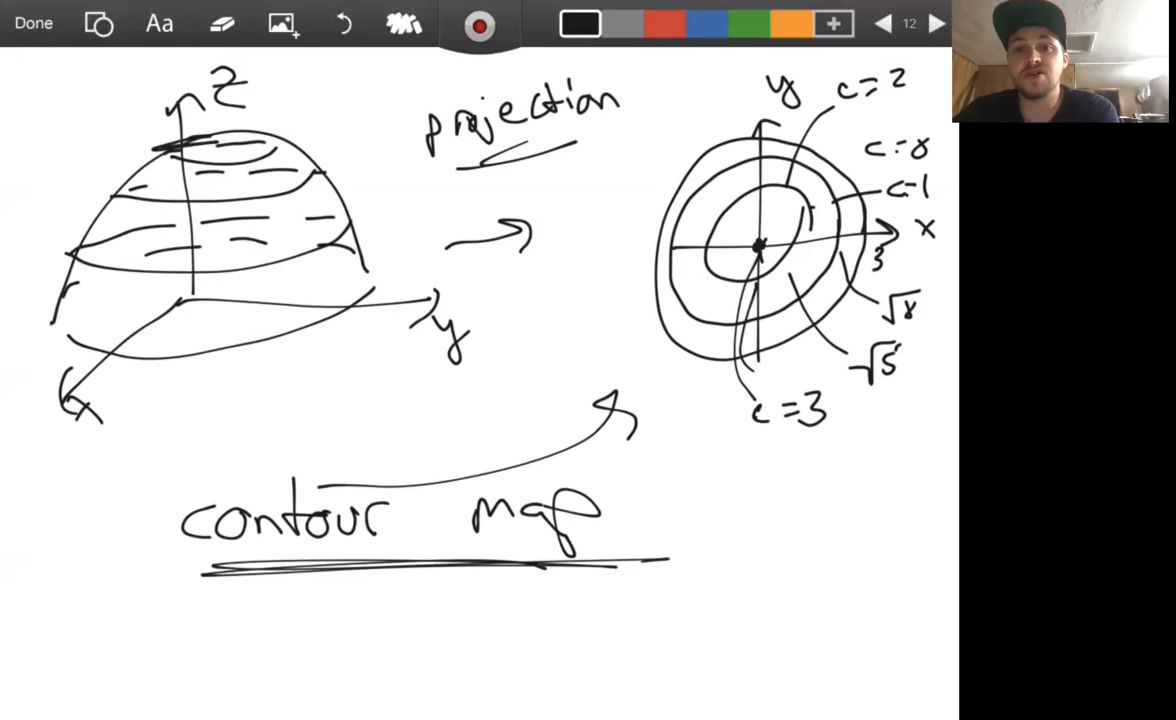 Done Aa 12
z
projection
y
c=2
c=0
c=1
x
3
√8
√5
y
x
c=3
contour map